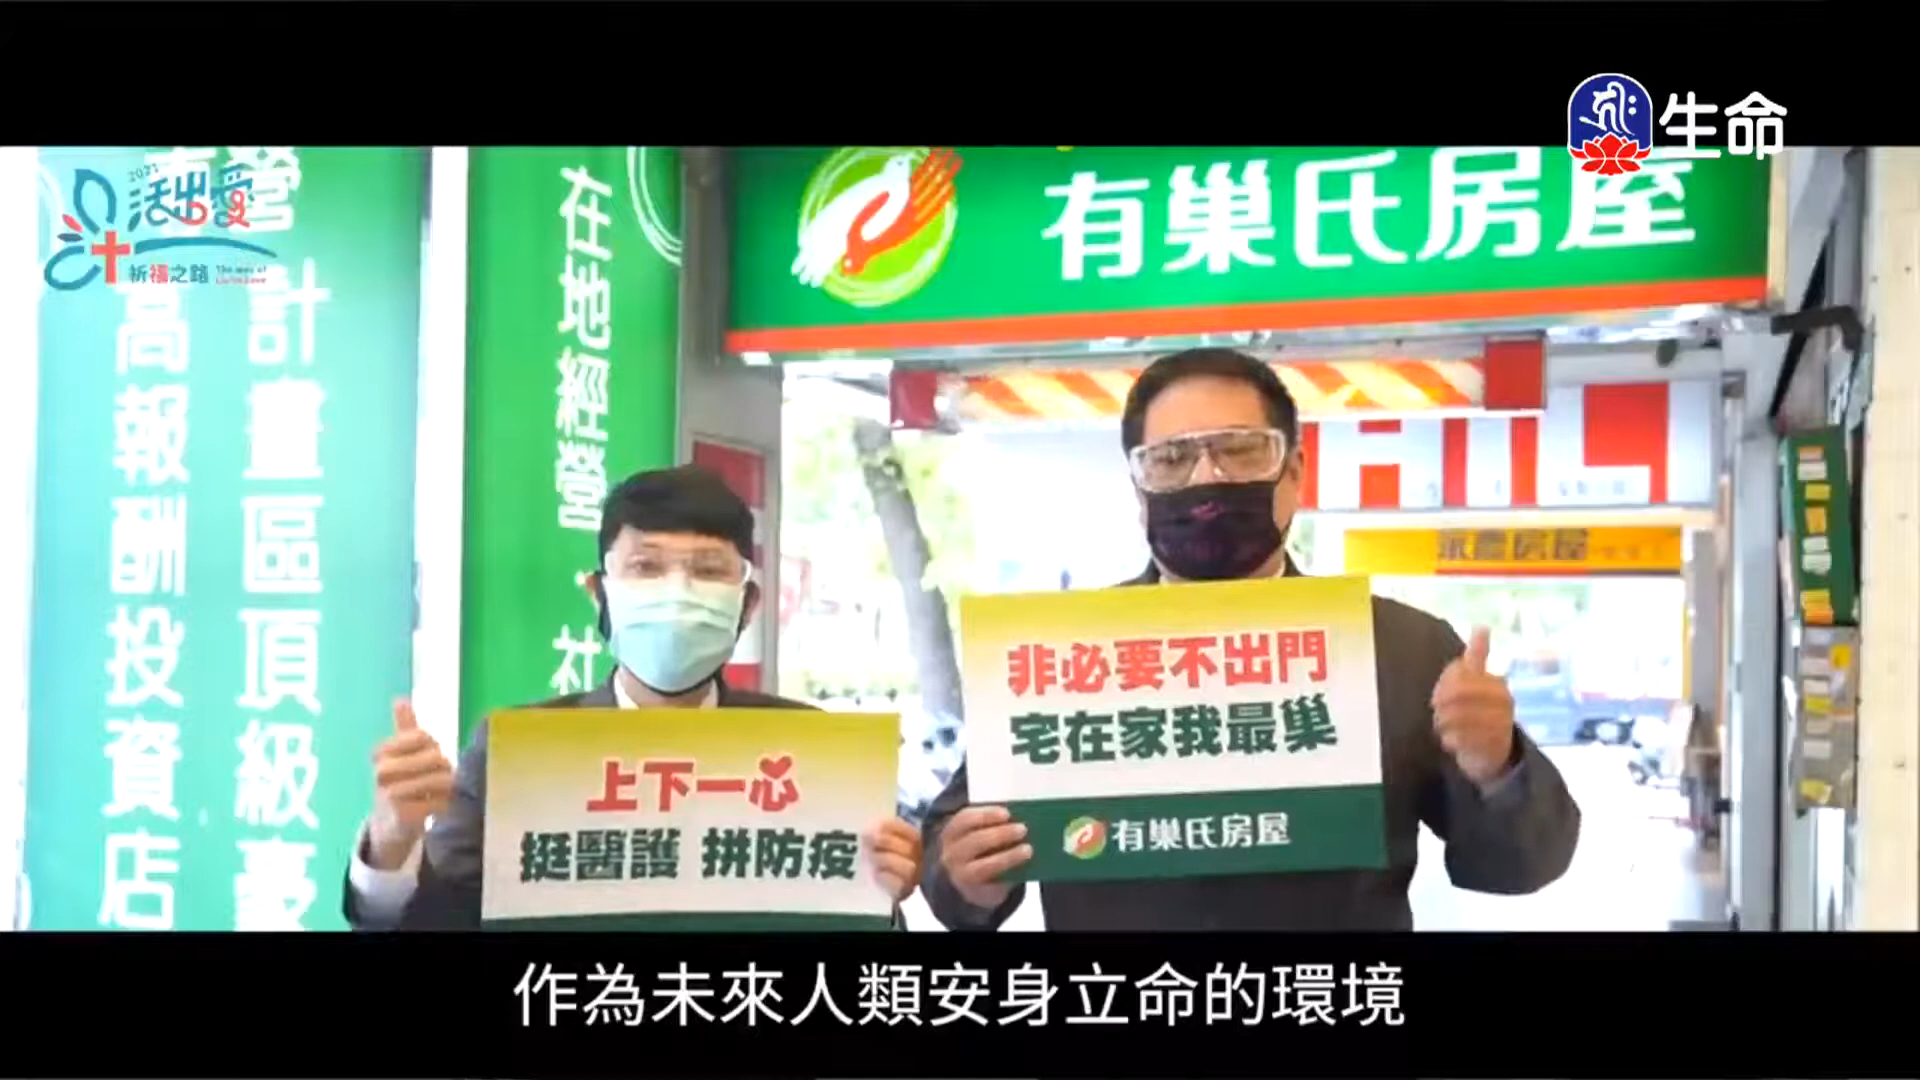 生命
2021
活出愛
祈福之路
The way of
有巢氏房屋
在地經營
社
計畫區頂級豪
高報酬投資店
上下一心
挺醫護 拼防疫
非必要不出門
宅在家我最巢
有巢氏房屋
作為未來人類安身立命的環境